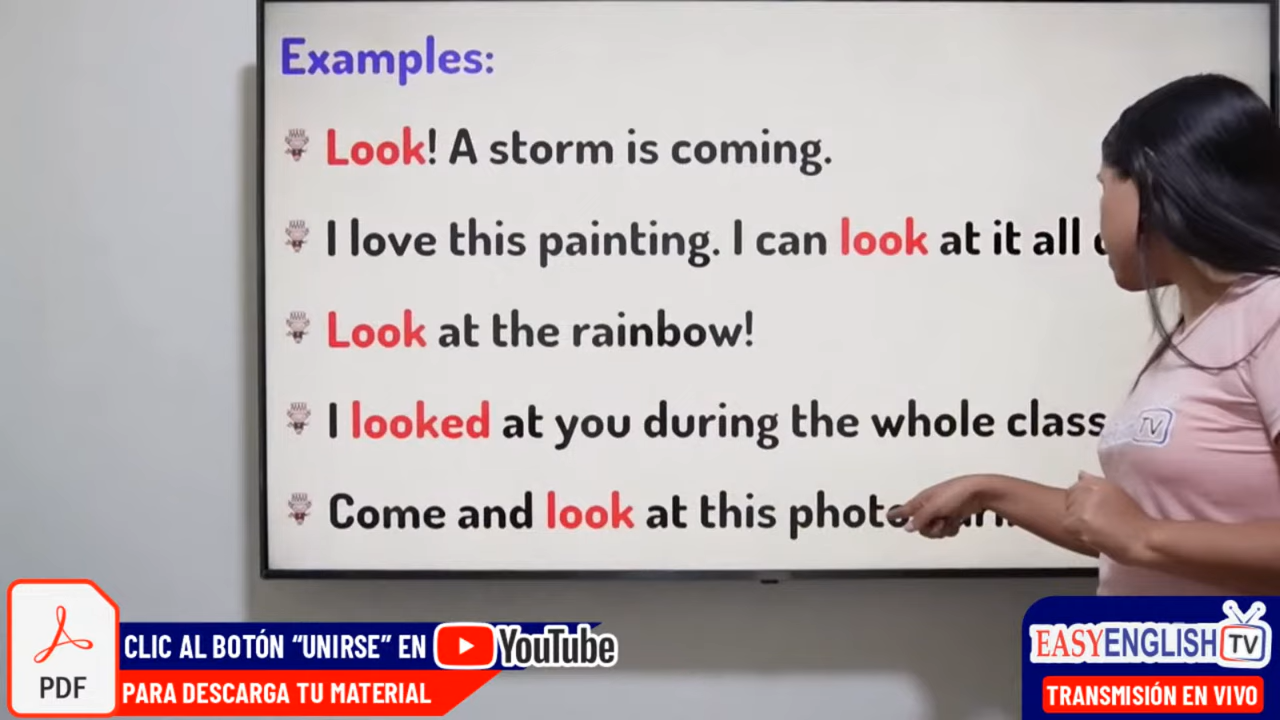 Examples:
Look! A storm is coming.
I love this painting. I can look at it all
Look at the rainbow!
I looked at you during the whole class
Come and look at this photo
TV
PDF
CLIC AL BOTÓN “UNIRSE” EN YouTube
PARA DESCARGA TU MATERIAL
EASYENGLISH TV
TRANSMISIÓN EN VIVO